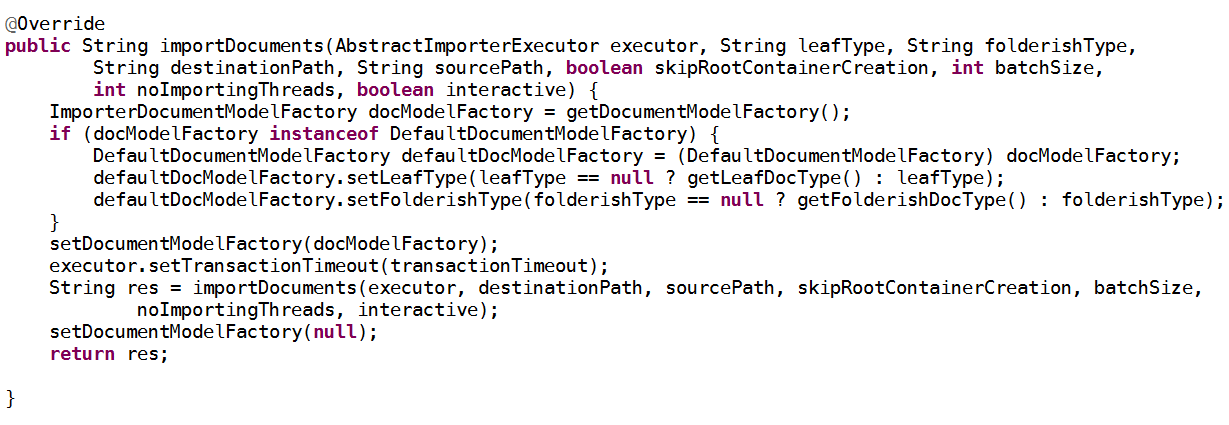 @Override
public String importDocuments(AbstractImporterExecutor executor, String leafType, String folderishType,
        String destinationPath, String sourcePath, boolean skipRootContainerCreation, int batchSize,
        int noImportingThreads, boolean interactive) {
    ImporterDocumentModelFactory docModelFactory = getDocumentModelFactory();
    if (docModelFactory instanceof DefaultDocumentModelFactory) {
        DefaultDocumentModelFactory defaultDocModelFactory = (DefaultDocumentModelFactory) docModelFactory;
        defaultDocModelFactory.setLeafType(leafType == null ? getLeafDocType() : leafType);
        defaultDocModelFactory.setFolderishType(folderishType == null ? getFolderishDocType() : folderishType);
    }
    setDocumentModelFactory(docModelFactory);
    executor.setTransactionTimeout(transactionTimeout);
    String res = importDocuments(executor, destinationPath, sourcePath, skipRootContainerCreation, batchSize,
            noImportingThreads, interactive);
    setDocumentModelFactory(null);
    return res;

}